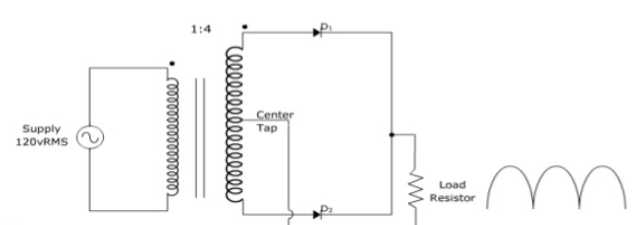 1:4
D₁
Center
Tap
Supply
120vRMS
Load
Resistor
D₂